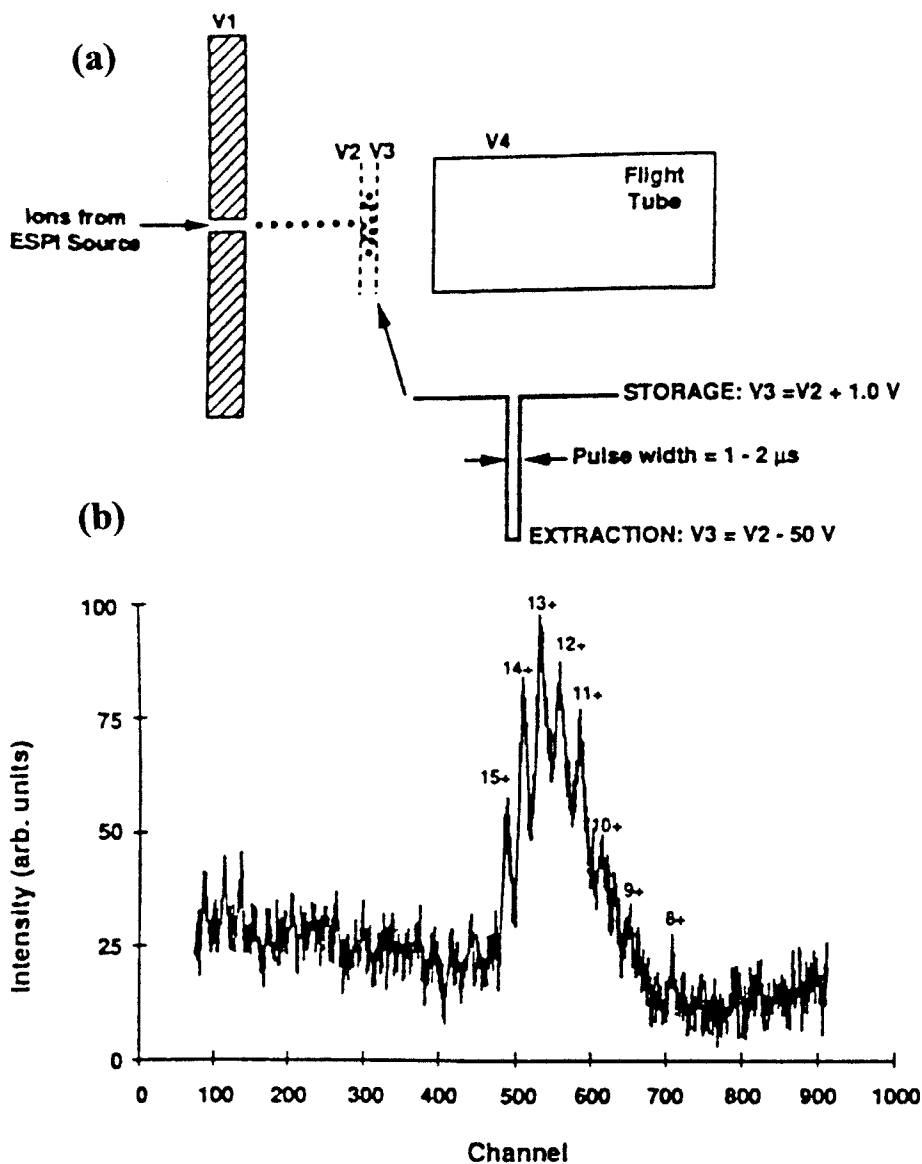 V1
(a)
V2 V3
V4
Flight
Tube
Ions from
ESPI Source
STORAGE: V3 =V2 + 1.0 V
Pulse width = 1 - 2 µs
(b)
EXTRACTION: V3 = V2 - 50 V
100
75
50
25
0
Intensity (arb. units)
15+
14+
13+
12+
11+
10+
9+
8+
0 100 200 300 400 500 600 700 800 900 1000
Channel